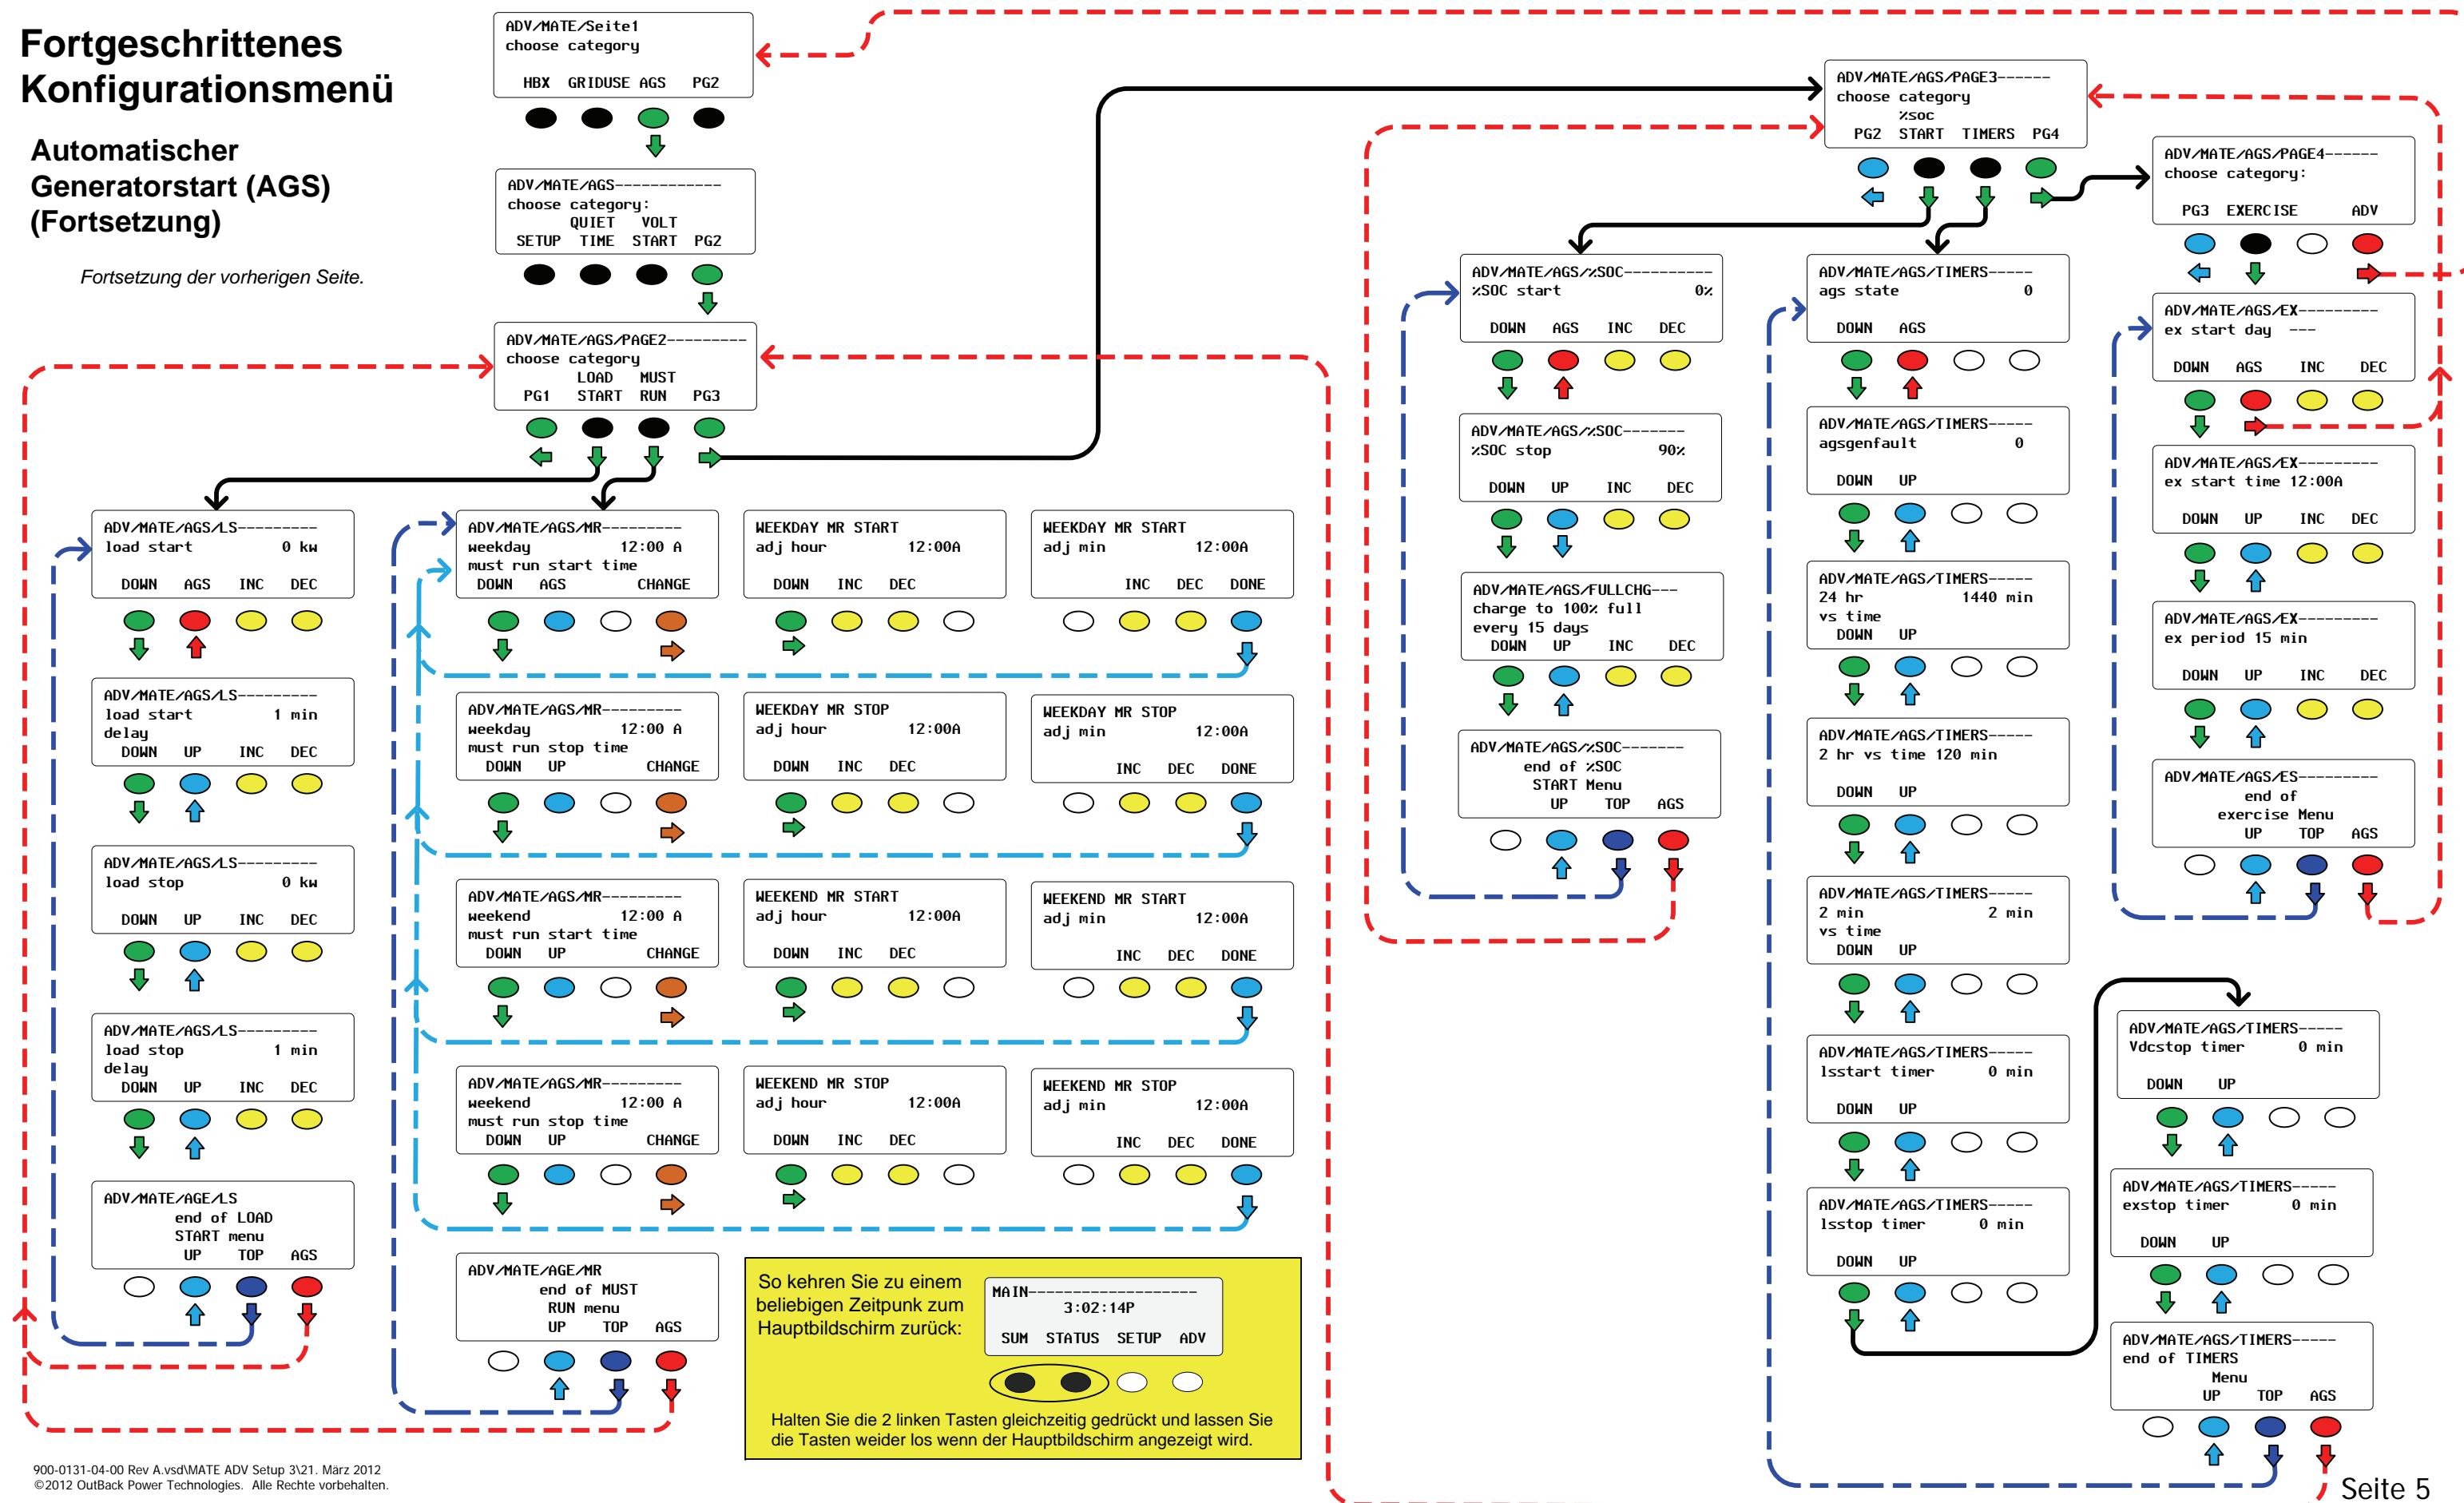 Fortgeschrittenes
Konfigurationsmenü
Automatischer
Generatorstart (AGS)
(Fortsetzung)
Fortsetzung der vorherigen Seite.
ADV/MATE/Seite1
choose category
HBX GRIDUSE AGS PG2
ADV/MATE/AGS------------
choose category:
QUIET VOLT
SETUP TIME START PG2
ADV/MATE/AGS/PAGE2---------
choose category
LOAD MUST
PG1 START RUN PG3
ADV/MATE/AGS/LS---------
load start 0 kw
DOWN AGS INC DEC
ADV/MATE/AGS/LS---------
load start 1 min
delay
DOWN UP INC DEC
ADV/MATE/AGS/LS---------
load stop 0 kw
DOWN UP INC DEC
ADV/MATE/AGS/LS---------
load stop 1 min
delay
DOWN UP INC DEC
ADV/MATE/AGE/LS
end of LOAD
START menu
UP TOP AGS
ADV/MATE/AGS/MR---------
weekday 12:00 A
must run start time
DOWN AGS CHANGE
WEEKDAY MR START
adj hour 12:00A
DOWN INC DEC
WEEKDAY MR START
adj min 12:00A
INC DEC DONE
ADV/MATE/AGS/MR---------
weekday 12:00 A
must run stop time
DOWN UP CHANGE
WEEKDAY MR STOP
adj hour 12:00A
DOWN INC DEC
WEEKDAY MR STOP
adj min 12:00A
INC DEC DONE
ADV/MATE/AGS/MR---------
weekend 12:00 A
must run start time
DOWN UP CHANGE
WEEKEND MR START
adj hour 12:00A
DOWN INC DEC
WEEKEND MR START
adj min 12:00A
INC DEC DONE
ADV/MATE/AGS/MR---------
weekend 12:00 A
must run stop time
DOWN UP CHANGE
WEEKEND MR STOP
adj hour 12:00A
DOWN INC DEC
WEEKEND MR STOP
adj min 12:00A
INC DEC DONE
ADV/MATE/AGE/MR
end of MUST
RUN menu
UP TOP AGS
So kehren Sie zu einem
beliebigen Zeitpunk zum
Hauptbildschirm zurück:
MAIN-------------------
3:02:14P
SUM STATUS SETUP ADV
Halten Sie die 2 linken Tasten gleichzeitig gedrückt und lassen Sie
die Tasten weider los wenn der Hauptbildschirm angezeigt wird.
ADV/MATE/AGS/PAGE3------
choose category
%soc
PG2 START TIMERS PG4
ADV/MATE/AGS/%SOC----------
%SOC start 0%
DOWN AGS INC DEC
ADV/MATE/AGS/%SOC-------
%SOC stop 90%
DOWN UP INC DEC
ADV/MATE/AGS/FULLCHG---
charge to 100% full
every 15 days
DOWN UP INC DEC
ADV/MATE/AGS/%SOC-------
end of %SOC
START Menu
UP TOP AGS
ADV/MATE/AGS/TIMERS-----
ags state 0
DOWN AGS
ADV/MATE/AGS/TIMERS-----
agsgenfault 0
DOWN UP
ADV/MATE/AGS/TIMERS-----
24 hr 1440 min
vs time
DOWN UP
ADV/MATE/AGS/TIMERS-----
2 hr vs time 120 min
DOWN UP
ADV/MATE/AGS/TIMERS-----
2 min 2 min
vs time
DOWN UP
ADV/MATE/AGS/TIMERS-----
lsstart timer 0 min
DOWN UP
ADV/MATE/AGS/TIMERS-----
lsstop timer 0 min
DOWN UP
ADV/MATE/AGS/PAGE4------
choose category:
PG3 EXERCISE ADV
ADV/MATE/AGS/EX---------
ex start day ---
DOWN AGS INC DEC
ADV/MATE/AGS/EX---------
ex start time 12:00A
DOWN UP INC DEC
ADV/MATE/AGS/EX---------
ex period 15 min
DOWN UP INC DEC
ADV/MATE/AGS/ES---------
end of
exercise Menu
UP TOP AGS
ADV/MATE/AGS/TIMERS-----
Vdcstop timer 0 min
DOWN UP
ADV/MATE/AGS/TIMERS-----
exstop timer 0 min
DOWN UP
ADV/MATE/AGS/TIMERS-----
end of TIMERS
Menu
UP TOP AGS
900-0131-04-00 Rev A.vsd\MATE ADV Setup 3\21. März 2012
©2012 OutBack Power Technologies. Alle Rechte vorbehalten.
Seite 5